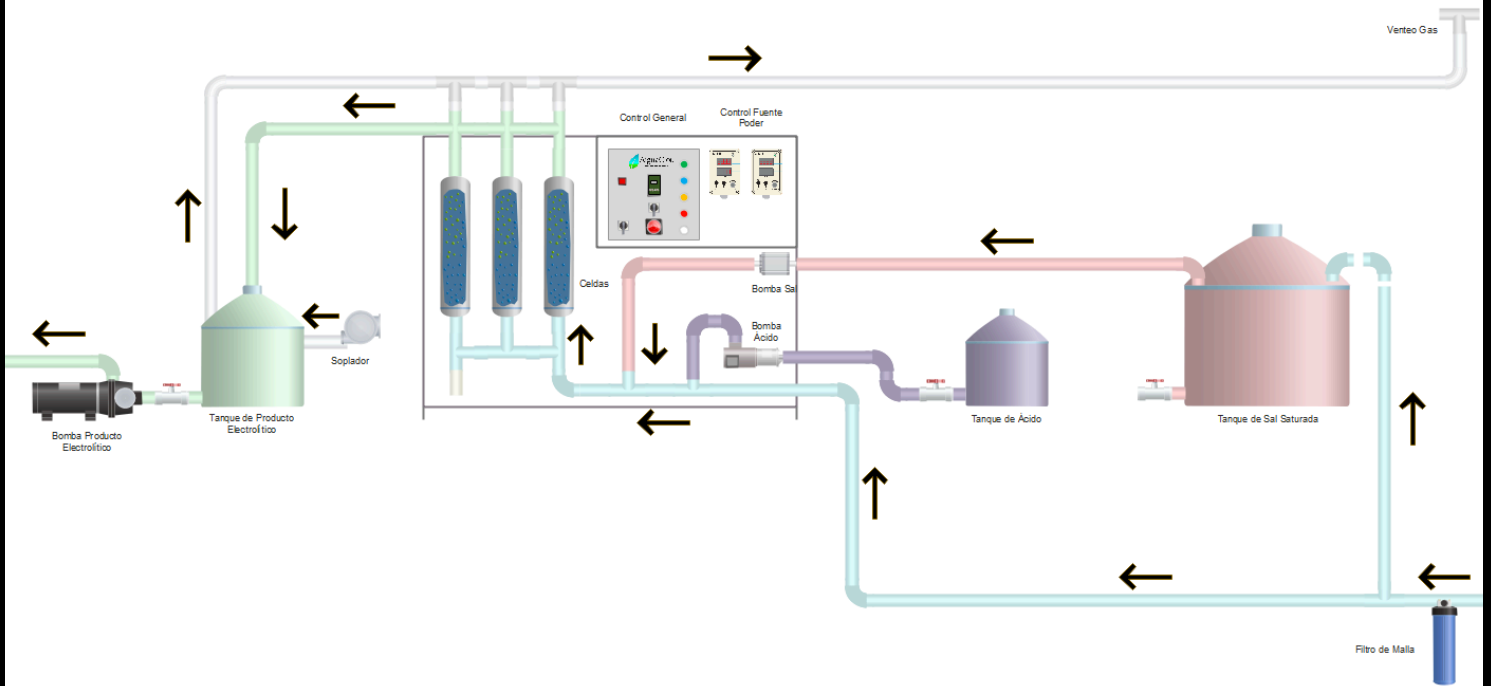 Venteo Gas
Control General
Control Fuente
Poder
Celdas
Bomba Sal
Bomba
Ácido
Soplador
Tanque de Producto
Electrolítico
Bomba Producto
Electrolítico
Tanque de Ácido
Tanque de Sal Saturada
Filtro de Malla